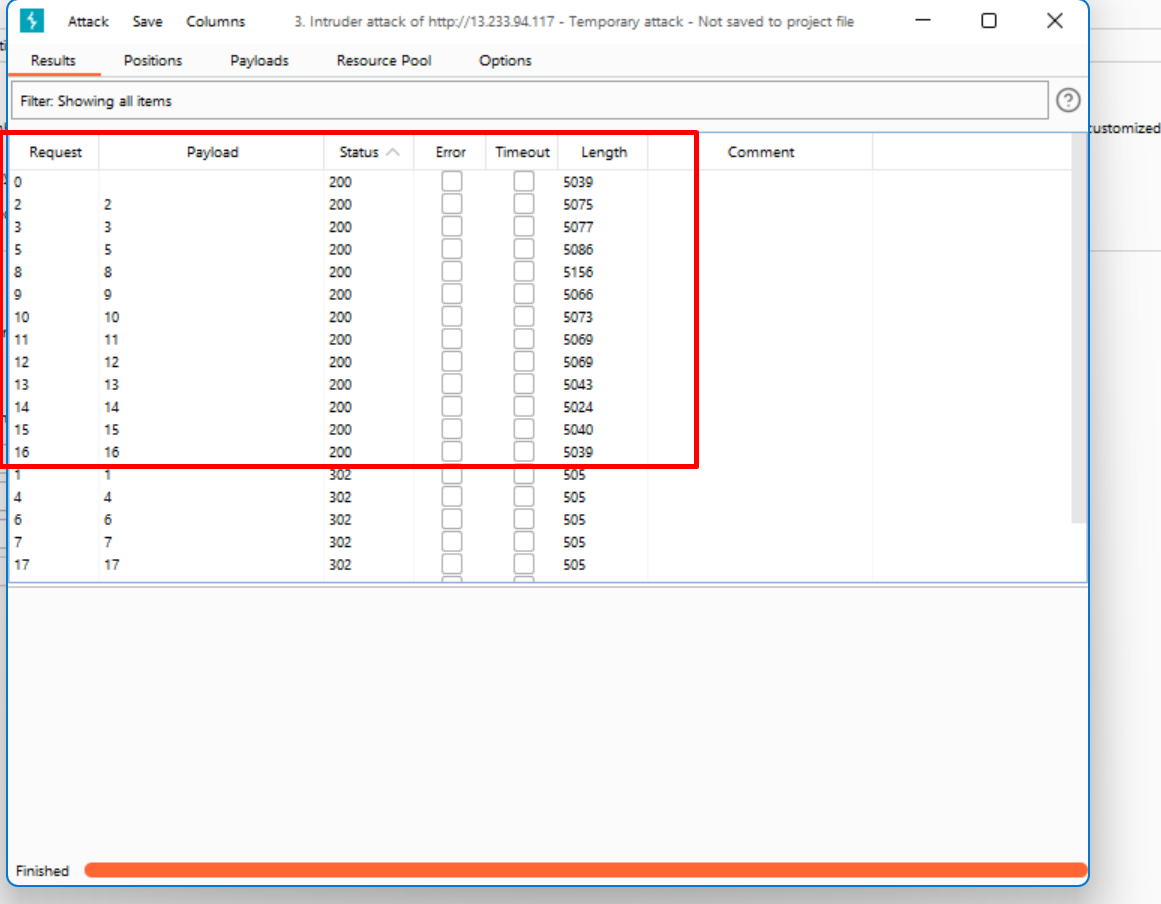 Attack Save Columns 3. Intruder attack of http://13.233.94.117 - Temporary attack - Not saved to project file
Results Positions Payloads Resource Pool Options
Filter: Showing all items
?
customized
Request Payload Status Error Timeout Length Comment
0 200 5039
2 2 200 5075
3 3 200 5077
5 5 200 5086
8 8 200 5156
9 9 200 5066
10 10 200 5073
11 11 200 5069
12 12 200 5069
13 13 200 5043
14 14 200 5024
15 15 200 5040
16 16 200 5039
1 1 302 505
4 4 302 505
6 6 302 505
7 7 302 505
17 17 302 505
Finished